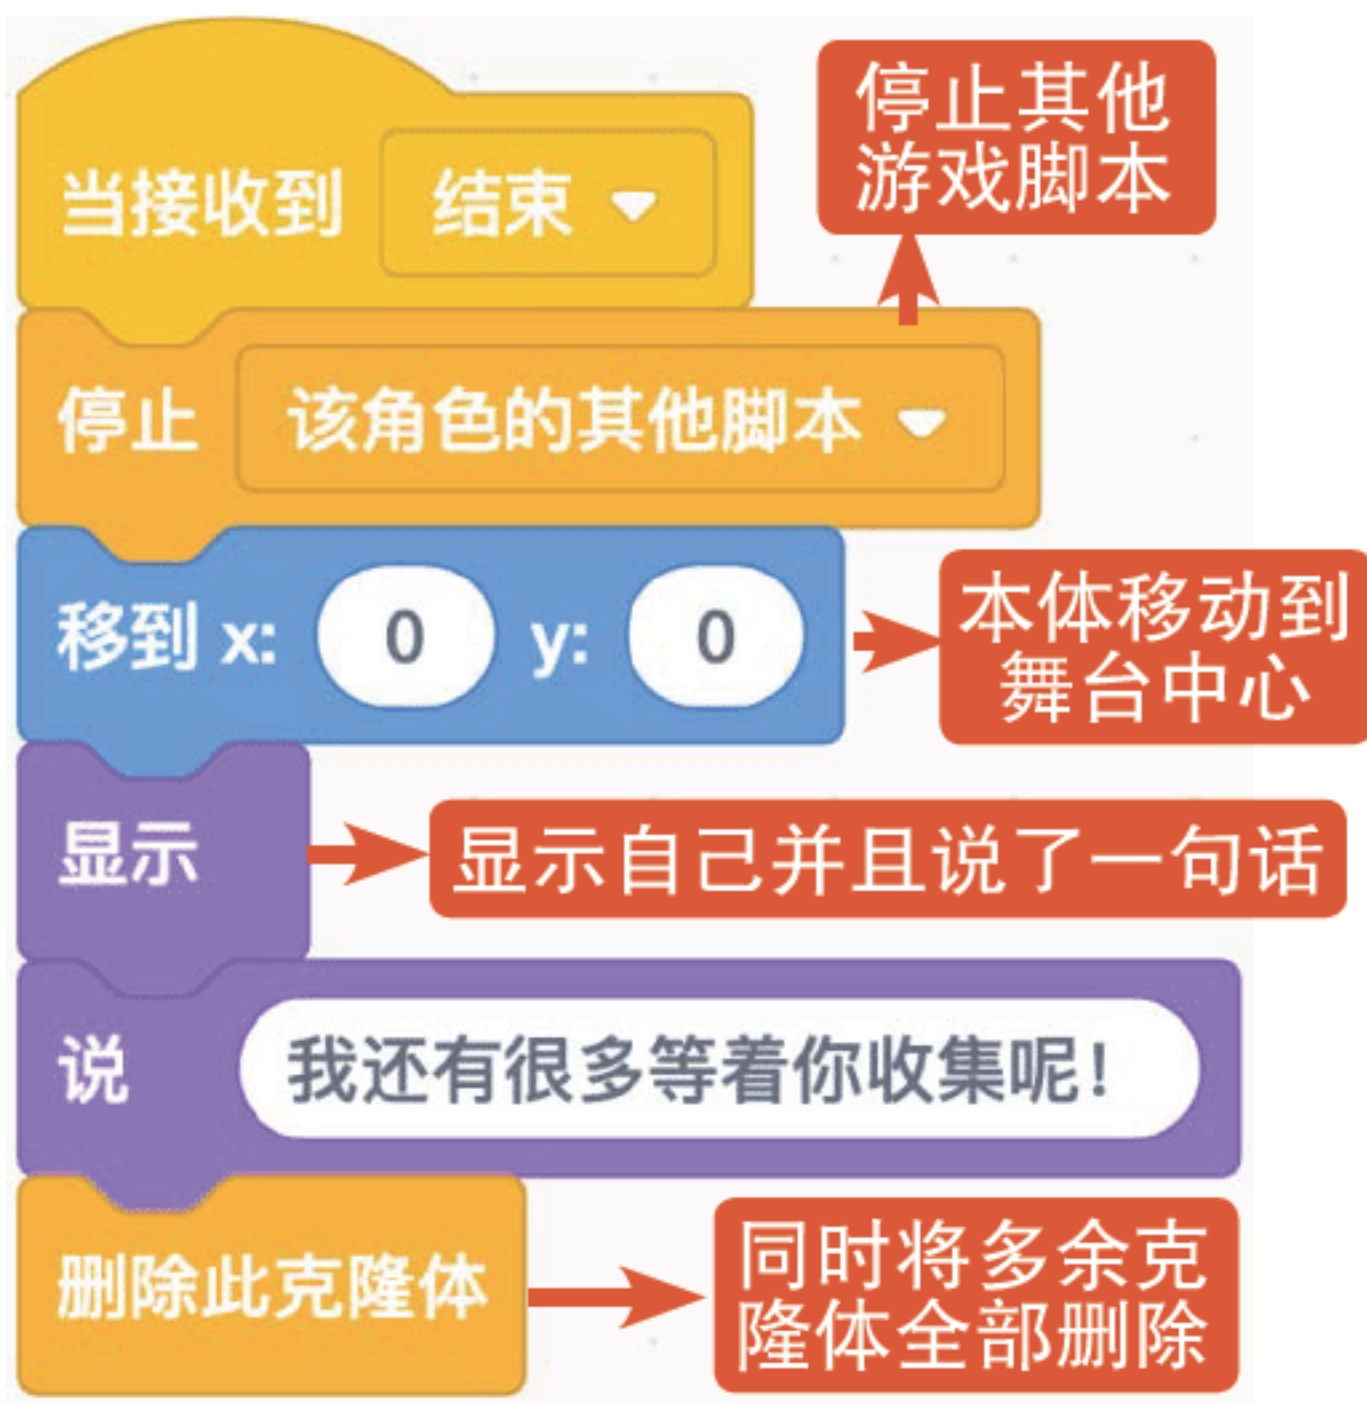 停止其他
游戏脚本
当接收到 结束
停止 该角色的其他脚本
移到 x: 0 y: 0
本体移动到
舞台中心
显示
显示自己并且说了一句话
说 我还有很多等着你收集呢！
删除此克隆体
同时将多余克
隆体全部删除